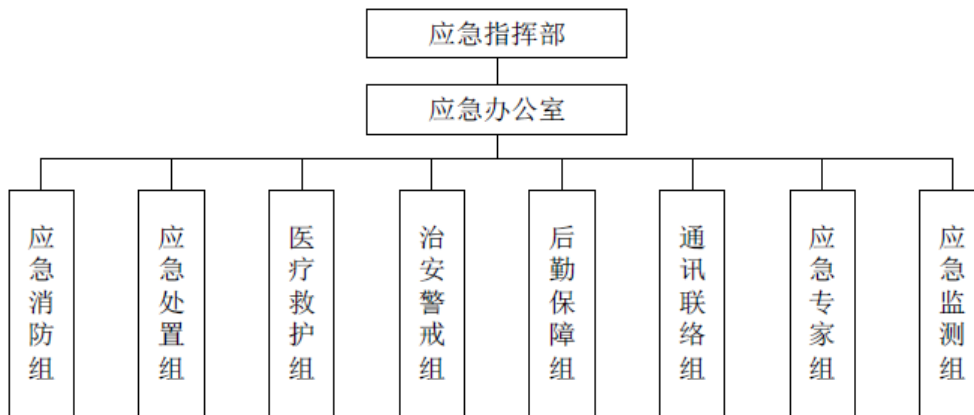 应急指挥部
应急办公室
应急消防组
应急处置组
医疗救护组
治安警戒组
后勤保障组
通讯联络组
应急专家组
应急监测组